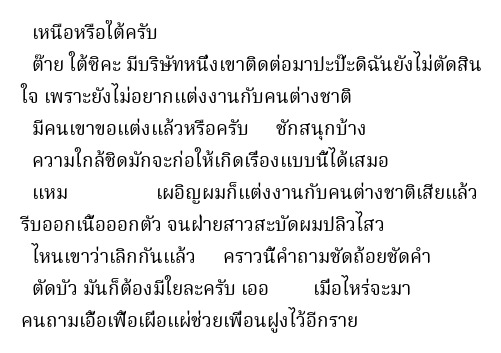 เหนือหรือใต้ครับ
ต๊าย ใต้ซิคะ มีบริษัทหนึ่งเขาติดต่อมาปะป๊ะดิฉันยังไม่ตัดสิน
ใจ เพราะยังไม่อยากแต่งงานกับคนต่างชาติ
มีคนเขาขอแต่งแล้วหรือครับ ชักสนุกบ้าง
ความใกล้ชิดมักจะก่อให้เกิดเรื่องแบบนี้ได้เสมอ
แหม เผอิญผมก็แต่งงานกับคนต่างชาติเสียแล้ว
รีบออกเนื้อออกตัว จนฝ่ายสาวสะบัดผมปลิวไสว
ไหนเขาว่าเลิกกันแล้ว คราวนี้คำถามชัดถ้อยชัดคำ
ตัดบัว มันก็ต้องมีใยละครับ เออ เมื่อไหร่จะมา
คนถามเอื้อเฟื้อเผื่อแผ่ช่วยเพื่อนฝูงไว้อีกราย